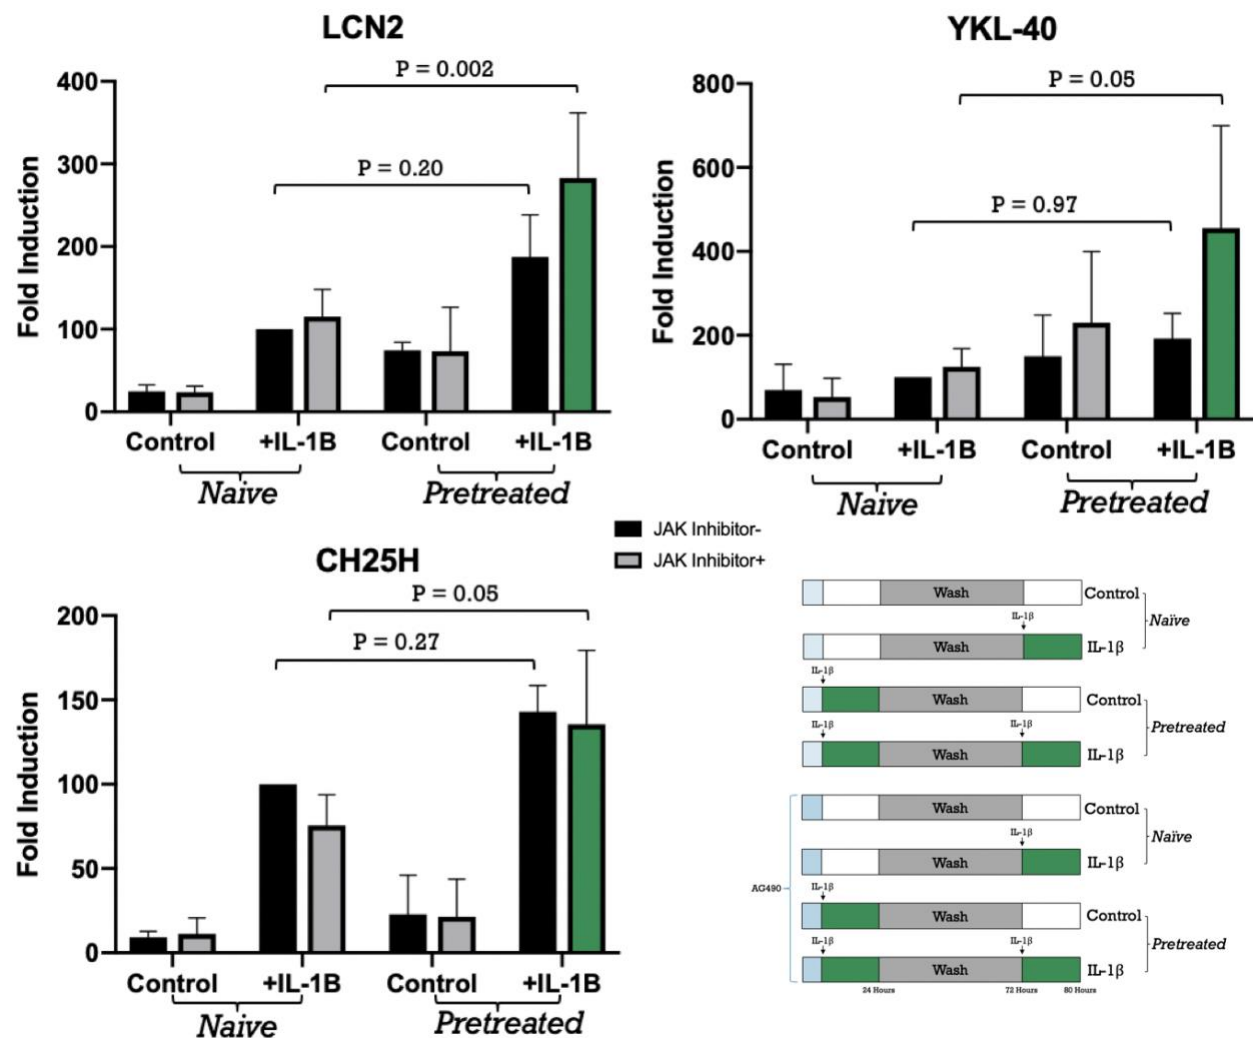 LCN2
Fold Induction
400
300
200
100
0
P = 0.002
P = 0.20
Control
+IL-1B
Control
+IL-1B
Naive
Pretreated
YKL-40
Fold Induction
800
600
400
200
0
P = 0.05
P = 0.97
Control
+IL-1B
Control
+IL-1B
Naive
Pretreated
JAK Inhibitor-
JAK Inhibitor+
CH25H
Fold Induction
200
150
100
50
0
P = 0.05
P = 0.27
Control
+IL-1B
Control
+IL-1B
Naive
Pretreated
Wash
Control
Naïve
IL-1β
Wash
IL-1β
IL-1β
Wash
Control
Pretreated
IL-1β
IL-1β
Wash
IL-1β
AG490
Wash
Control
Naïve
IL-1β
Wash
IL-1β
IL-1β
Wash
Control
Pretreated
IL-1β
IL-1β
Wash
IL-1β
24 Hours
72 Hours
80 Hours